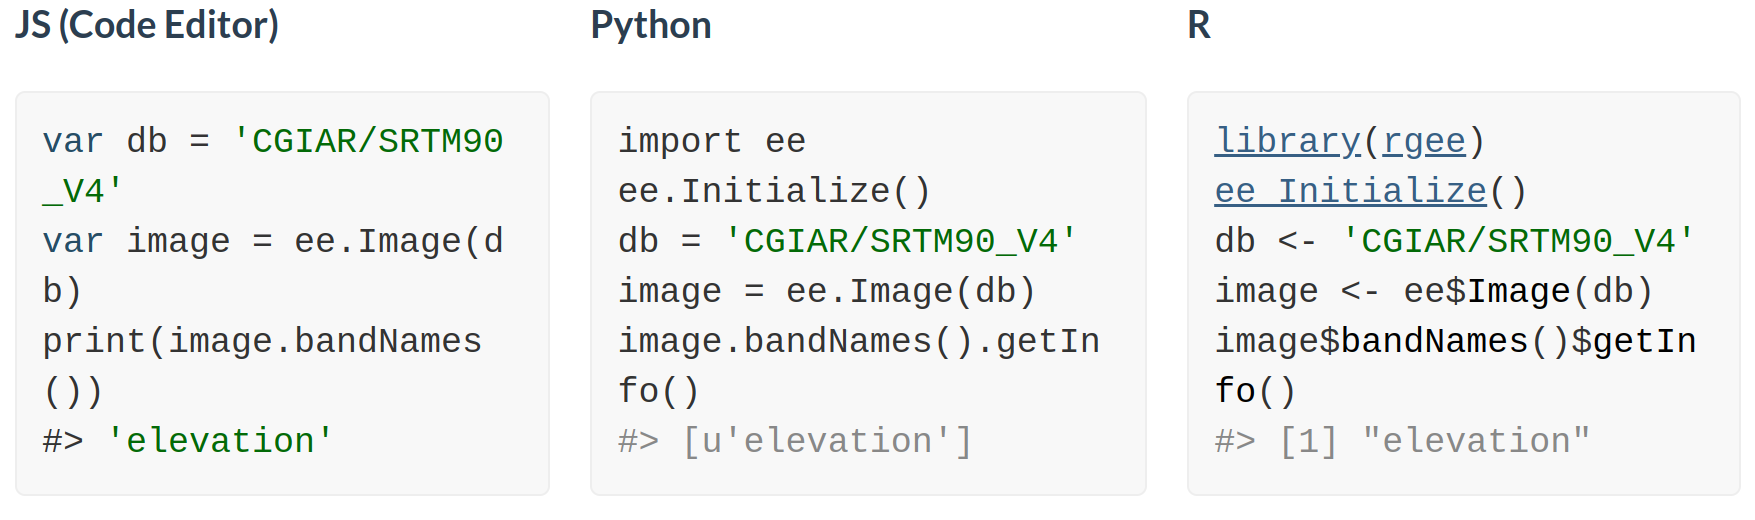 JS (Code Editor)
var db = 'CGIAR/SRTM90
_V4'
var image = ee.Image(d
b)
print(image.bandNames
())
#> 'elevation'
Python
import ee
ee.Initialize()
db = 'CGIAR/SRTM90_V4'
image = ee.Image(db)
image.bandNames().getIn
fo()
#> [u'elevation']
R
library(rgee)
ee_Initialize()
db <- 'CGIAR/SRTM90_V4'
image <- ee$Image(db)
image$bandNames()$getIn
fo()
#> [1] "elevation"